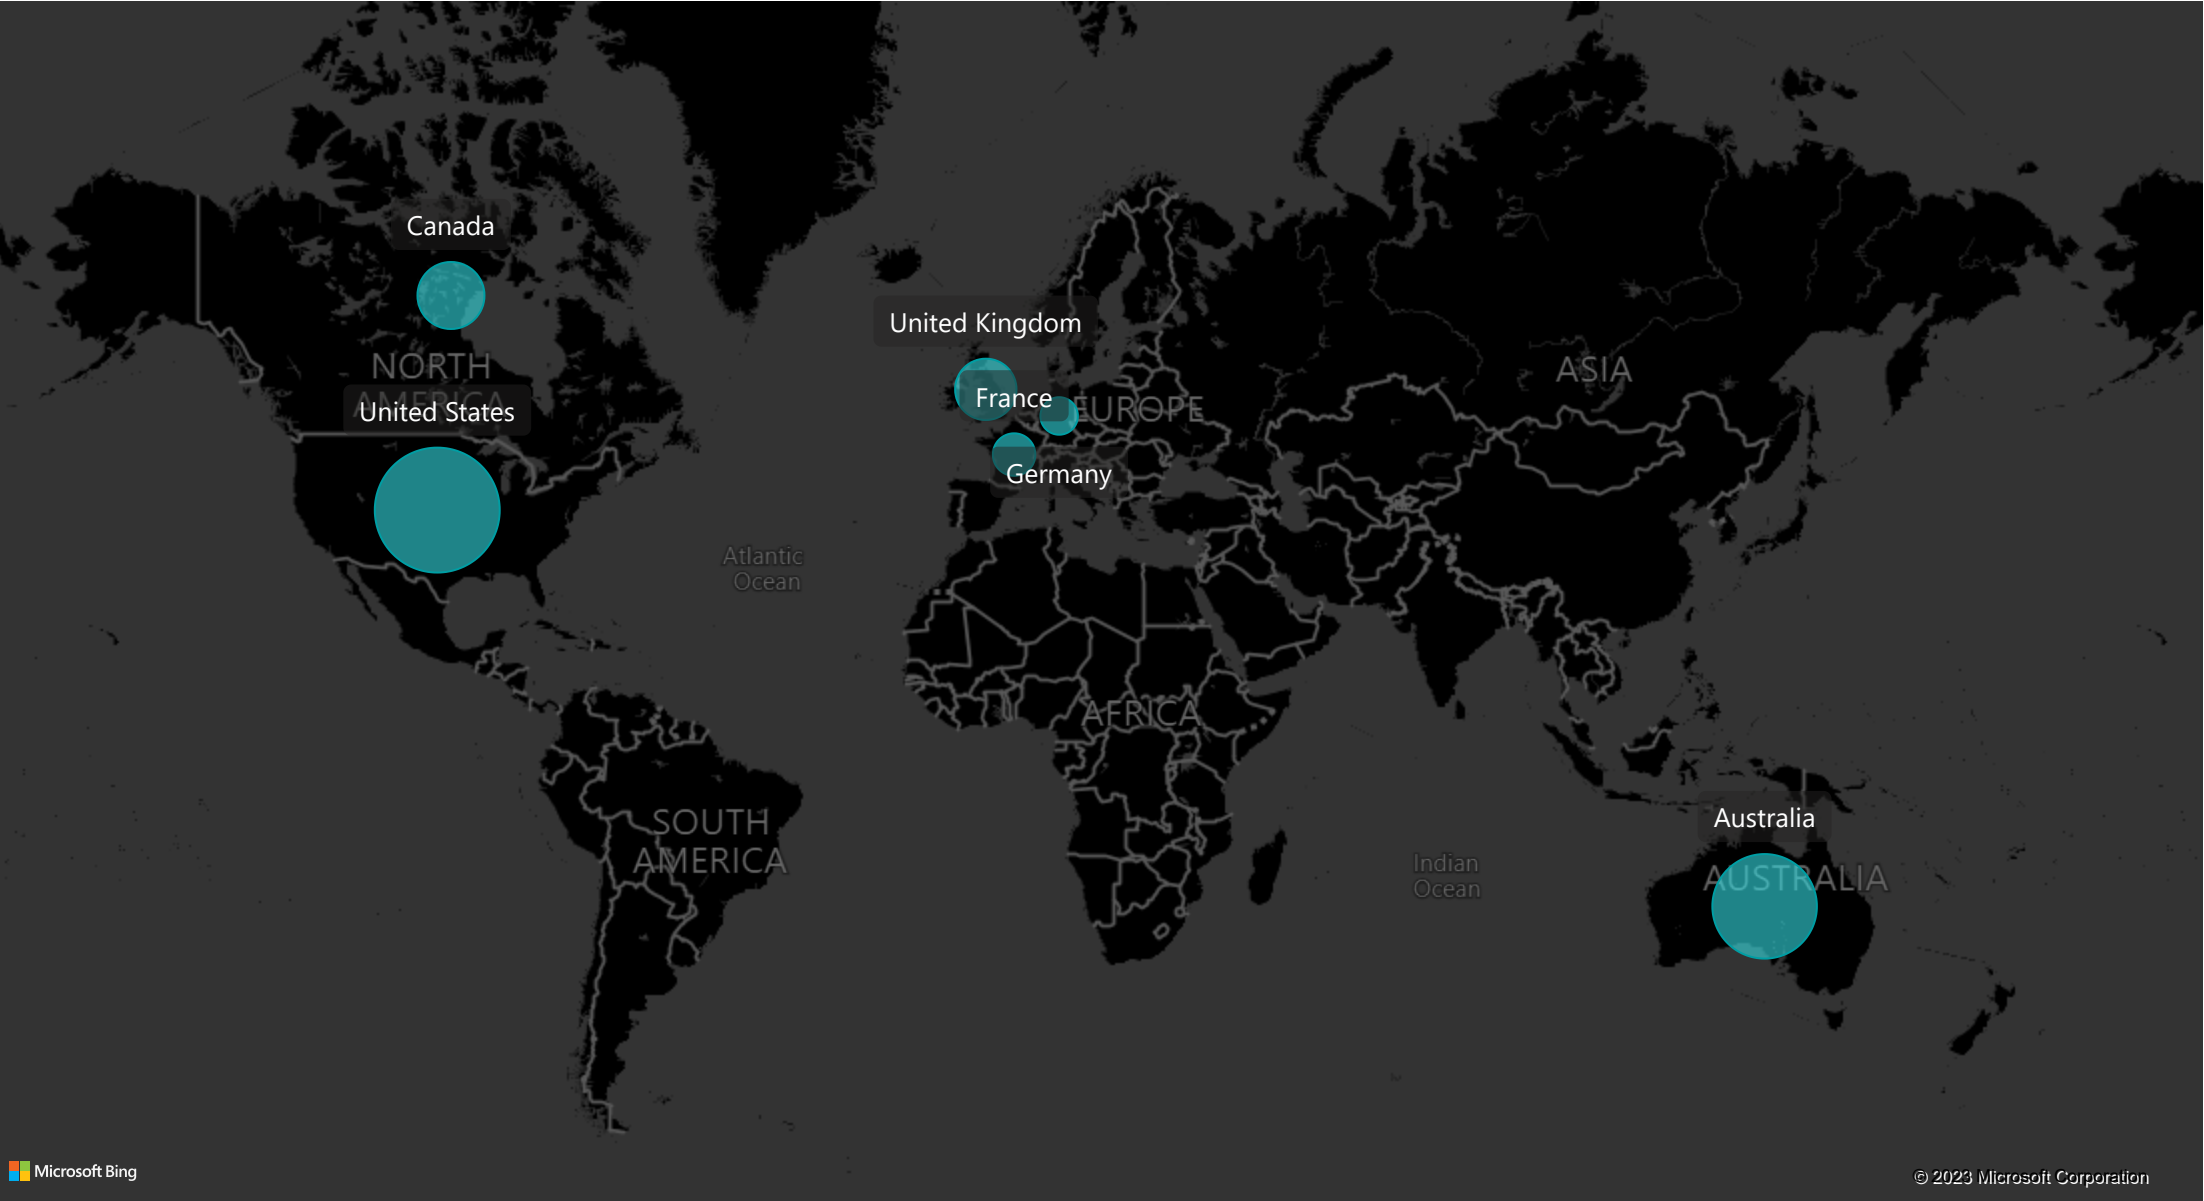 Canada
United Kingdom
NORTH
AMERICA
United States
ASIA
France
EUROPE
Germany
Atlantic
Ocean
AFRICA
SOUTH
AMERICA
Australia
Indian
Ocean
AUSTRALIA
Microsoft Bing
© 2023 Microsoft Corporation